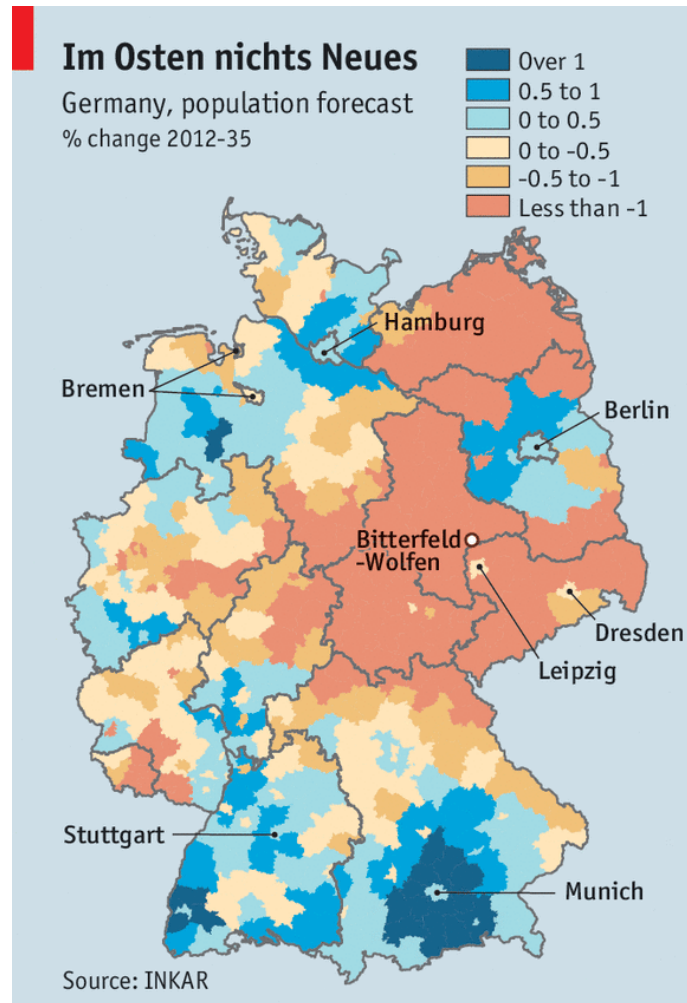 Im Osten nichts Neues
Germany, population forecast
% change 2012-35
Over 1
0.5 to 1
0 to 0.5
0 to -0.5
-0.5 to -1
Less than -1
Hamburg
Bremen
Berlin
Bitterfeld
-Wolfen
Dresden
Leipzig
Stuttgart
Munich
Source: INKAR